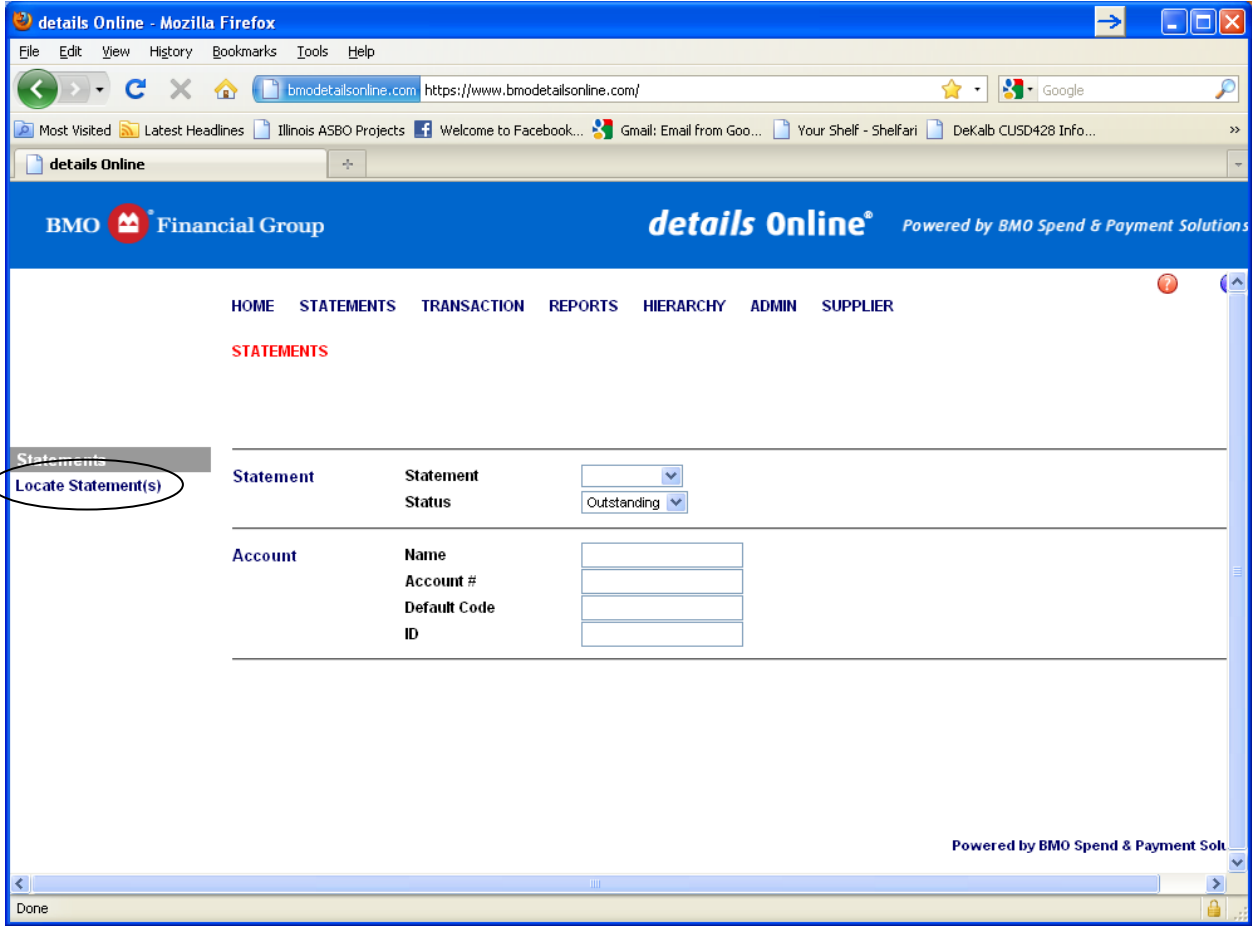 details Online - Mozilla Firefox
File Edit View History Bookmarks Tools Help
bmodetailsonline.com https://www.bmodetailsonline.com/ Google
Most Visited Latest Headlines Illinois ASBO Projects Welcome to Facebook... Gmail: Email from Goo... Your Shelf - Shelfari DeKalb CUSD428 Info... »
details Online
BMO Financial Group details Online® Powered by BMO Spend & Payment Solutions
HOME STATEMENTS TRANSACTION REPORTS HIERARCHY ADMIN SUPPLIER
STATEMENTS
Statements
Locate Statement(s)
Statement Statement
Status Outstanding
Account Name
Account #
Default Code
ID
Powered by BMO Spend & Payment Solu
Done